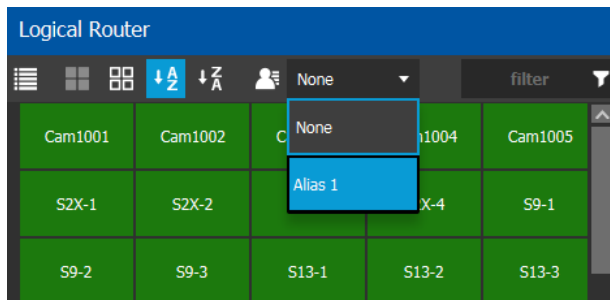 Logical Router
A Z
Z A
None
filter
Cam1001 Cam1002 C 1004 Cam1005
None
Alias 1
S2X-1 S2X-2 X-4 S9-1
S9-2 S9-3 S13-1 S13-2 S13-3